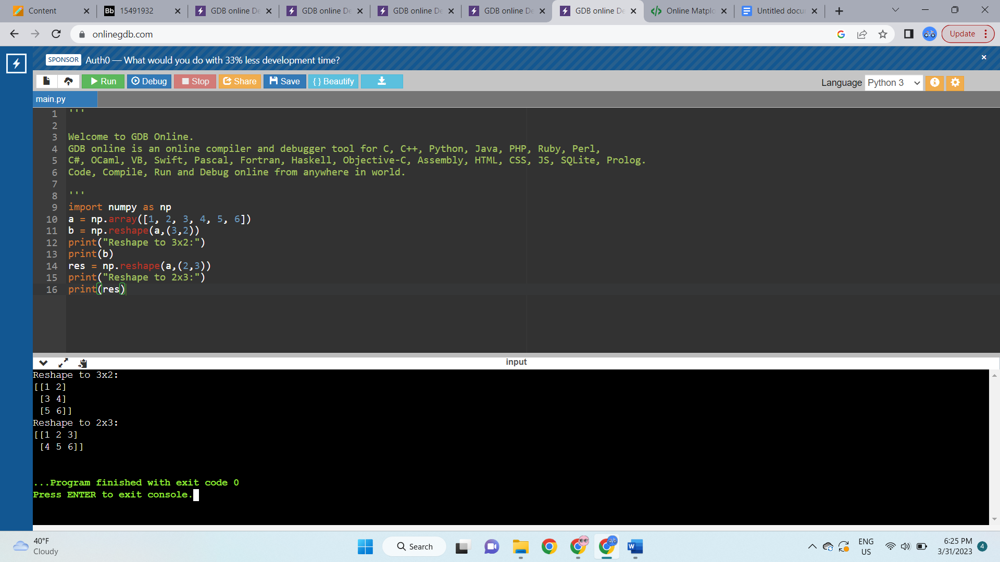 Content
15491932
GDB online De
GDB online De
GDB online De
GDB online De
GDB online De
Online Matplo
Untitled docu
onlinegdb.com
Update
SPONSOR Auth0 — What would you do with 33% less development time?
Run
Debug
Stop
Share
Save
{ } Beautify
Language Python 3
main.py
1 '''
2
3 Welcome to GDB Online.
4 GDB online is an online compiler and debugger tool for C, C++, Python, Java, PHP, Ruby, Perl,
5 C#, OCaml, VB, Swift, Pascal, Fortran, Haskell, Objective-C, Assembly, HTML, CSS, JS, SQLite, Prolog.
6 Code, Compile, Run and Debug online from anywhere in world.
7
8 '''
9 import numpy as np
10 a = np.array([1, 2, 3, 4, 5, 6])
11 b = np.reshape(a,(3,2))
12 print("Reshape to 3x2:")
13 print(b)
14 res = np.reshape(a,(2,3))
15 print("Reshape to 2x3:")
16 print(res)
input
Reshape to 3x2:
[[1 2]
 [3 4]
 [5 6]]
Reshape to 2x3:
[[1 2 3]
 [4 5 6]]
...Program finished with exit code 0
Press ENTER to exit console.
40°F
Cloudy
Search
ENG
US
6:25 PM
3/31/2023
4